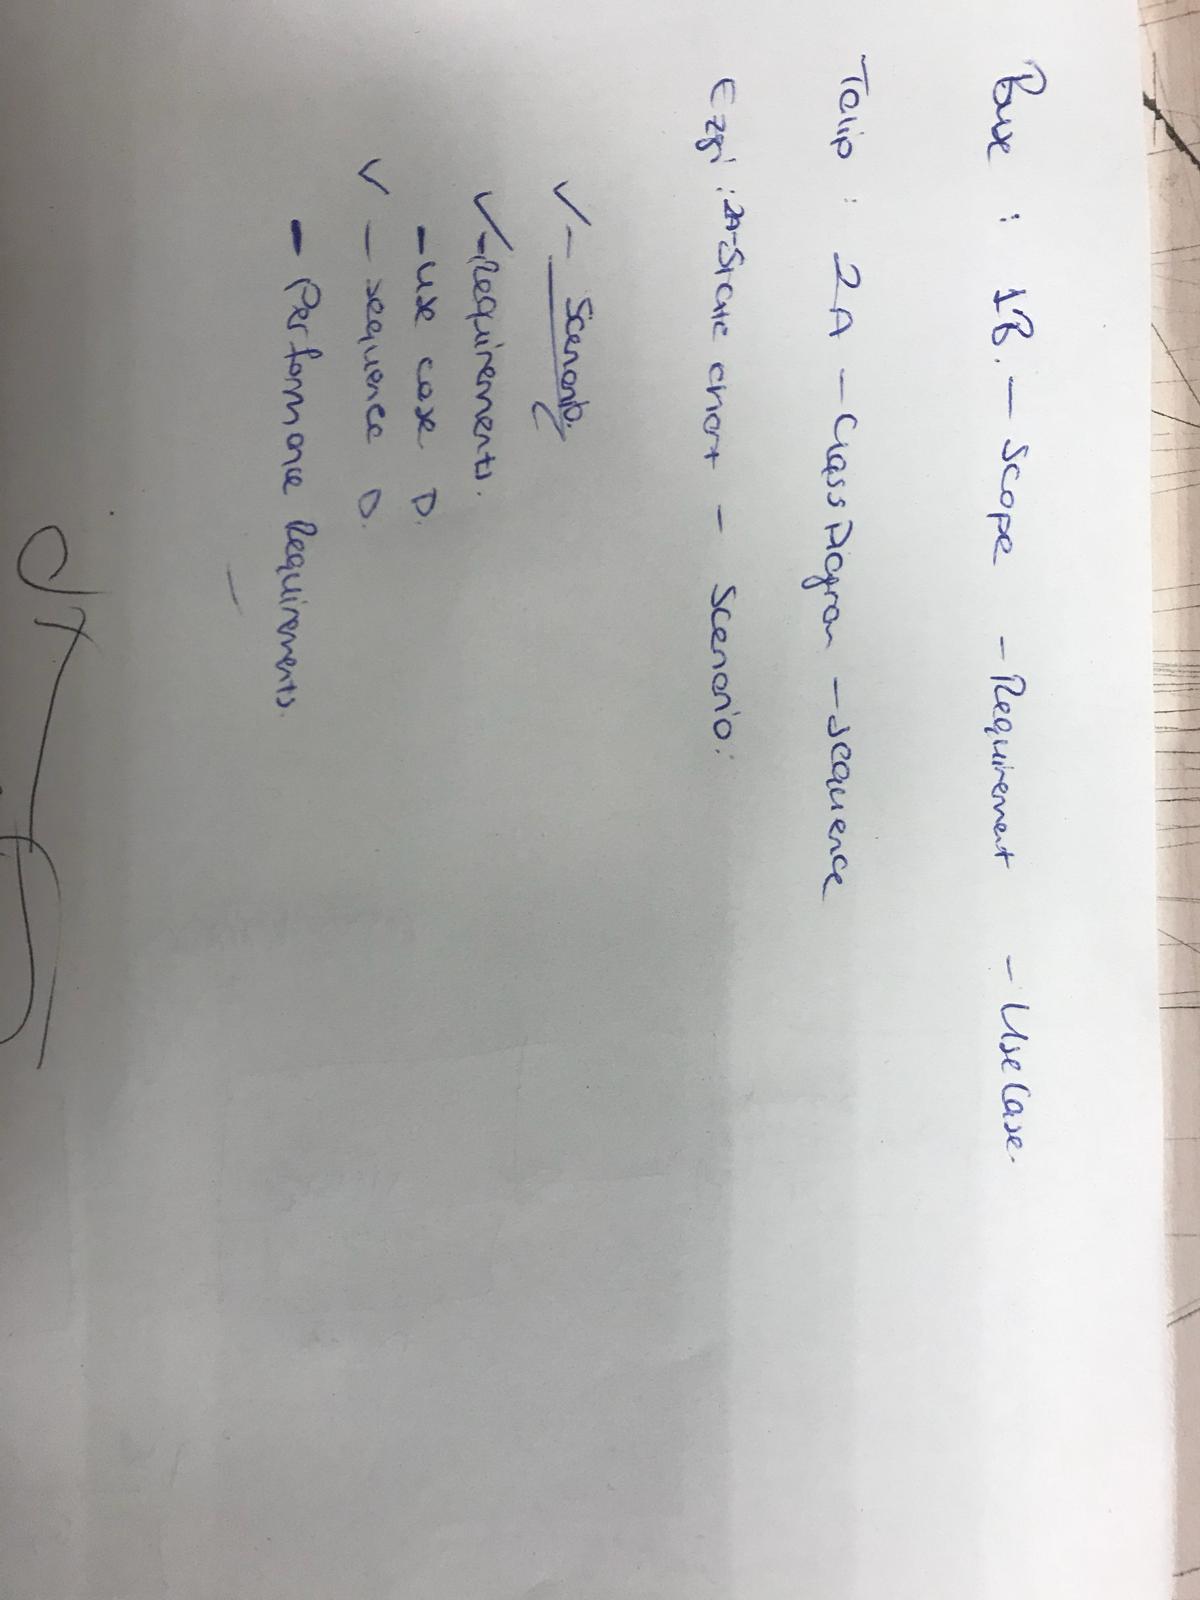 Buse : 1B. - Scope - Requirement - Use Case.
Talip : 2A - Class Diagram - sequence
Ezgi : 2A - State chart - Scenario.
✓ - Scenario.
✓ - Requirements.
- use case D.
✓ - sequence D.
- Performance Requirements.